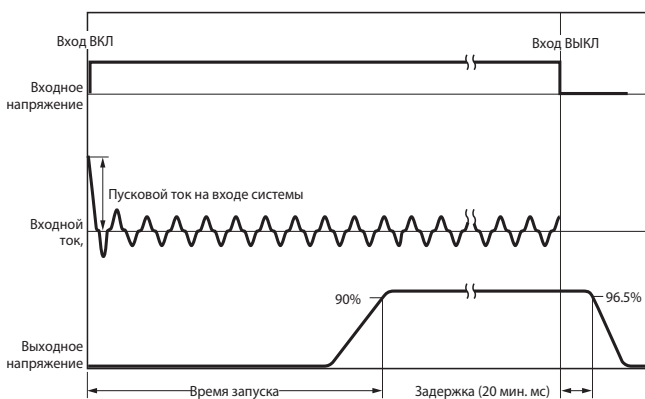 Вход ВКЛ
Вход ВЫКЛ
Входное
напряжение
Пусковой ток на входе системы
Входной
ток,
90%
96.5%
Выходное
напряжение
Время запуска
Задержка (20 мин. мс)